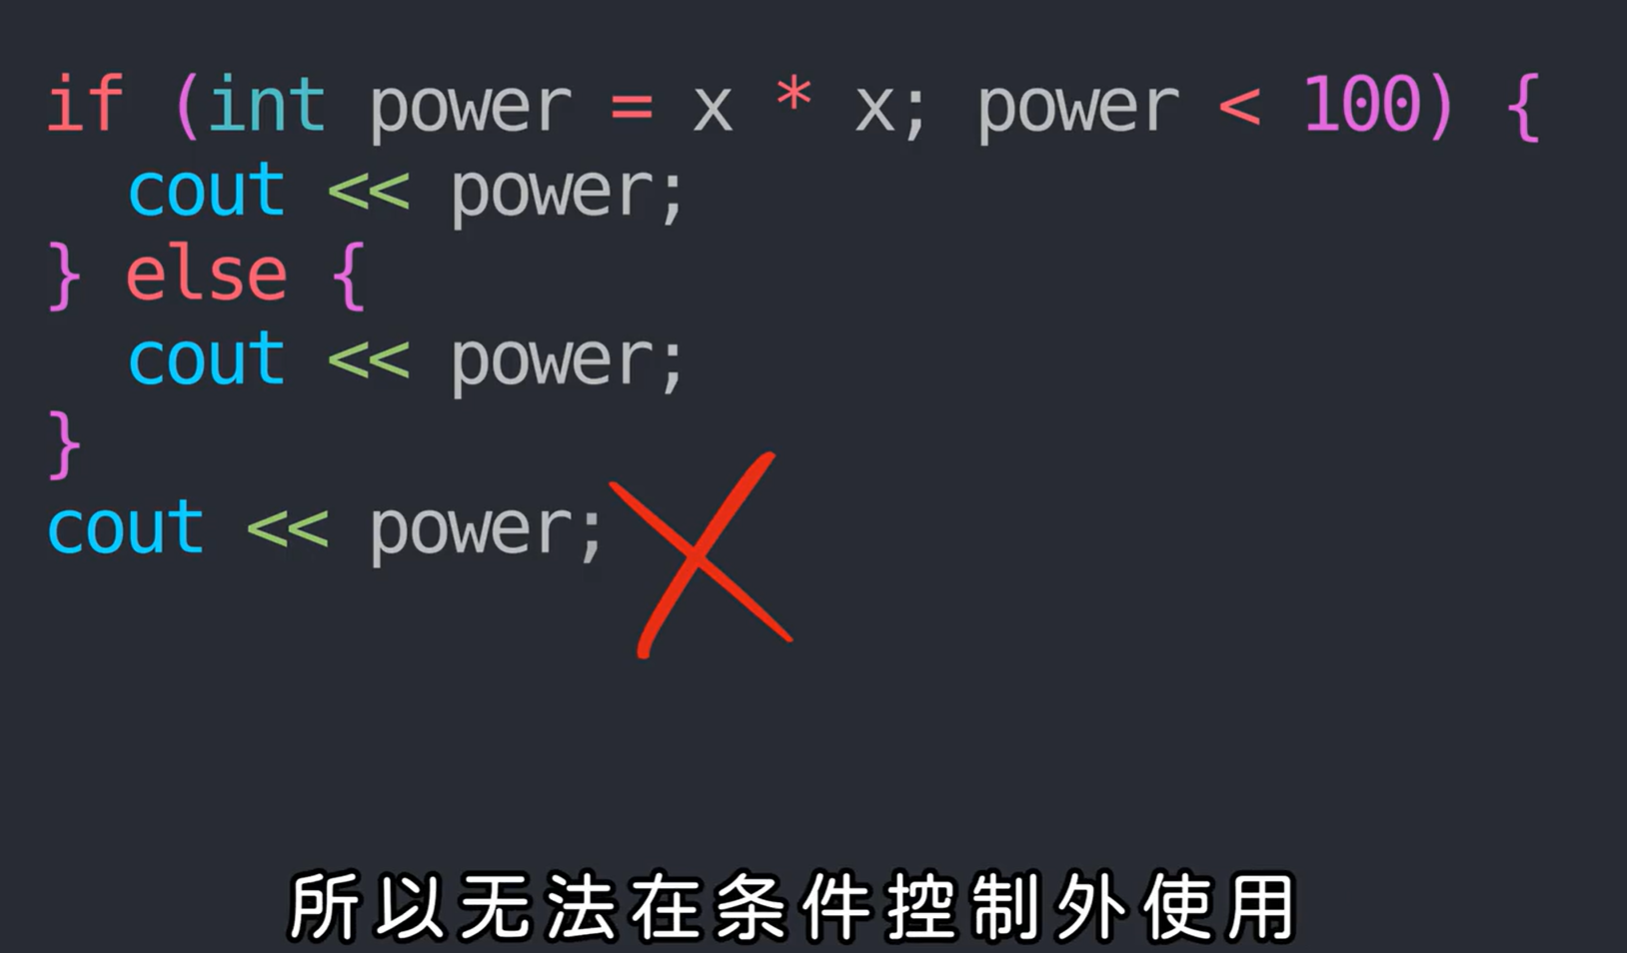 if (int power = x * x; power < 100) {
  cout << power;
} else {
  cout << power;
}
cout << power;
所以无法在条件控制外使用